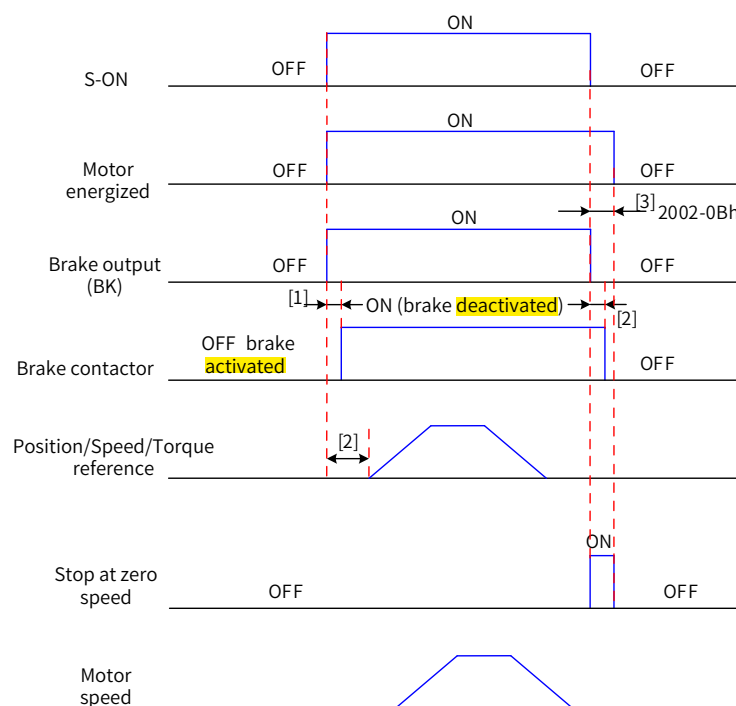 ON
S-ON
OFF
OFF
ON
Motor
energized
OFF
OFF
[3] 2002-0Bh
ON
Brake output
(BK)
OFF
OFF
[1]
ON (brake deactivated)
[2]
OFF brake
activated
Brake contactor
OFF
Position/Speed/Torque
reference
[2]
ON
Stop at zero
speed
OFF
OFF
Motor
speed